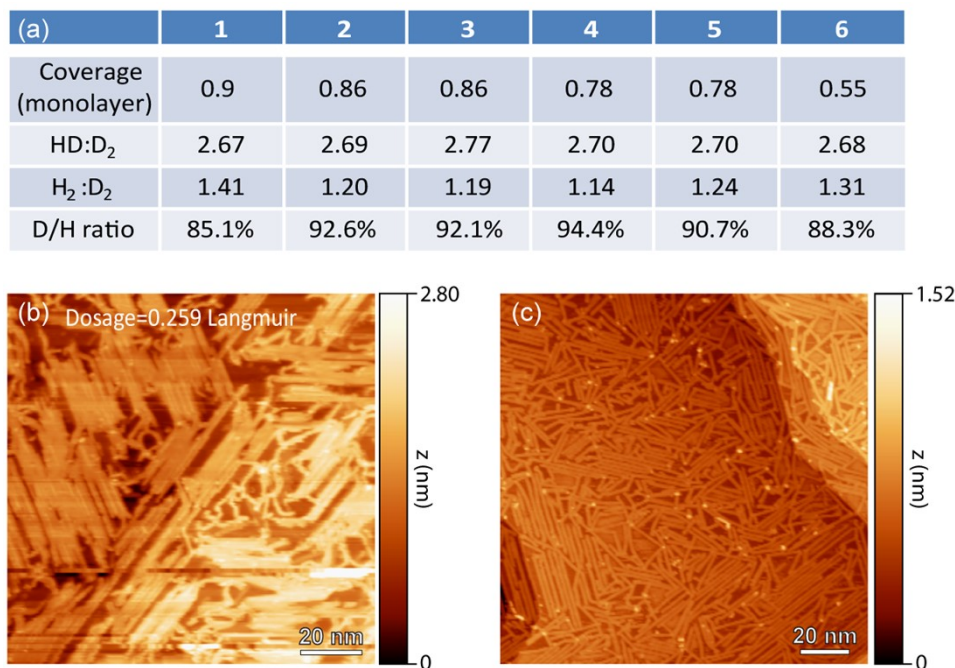 (a) 1 2 3 4 5 6
Coverage
(monolayer) 0.9 0.86 0.86 0.78 0.78 0.55
HD:D₂ 2.67 2.69 2.77 2.70 2.70 2.68
H₂ :D₂ 1.41 1.20 1.19 1.14 1.24 1.31
D/H ratio 85.1% 92.6% 92.1% 94.4% 90.7% 88.3%
(b) Dosage=0.259 Langmuir
2.80
z (nm)
0
20 nm
(c)
1.52
z (nm)
0
20 nm